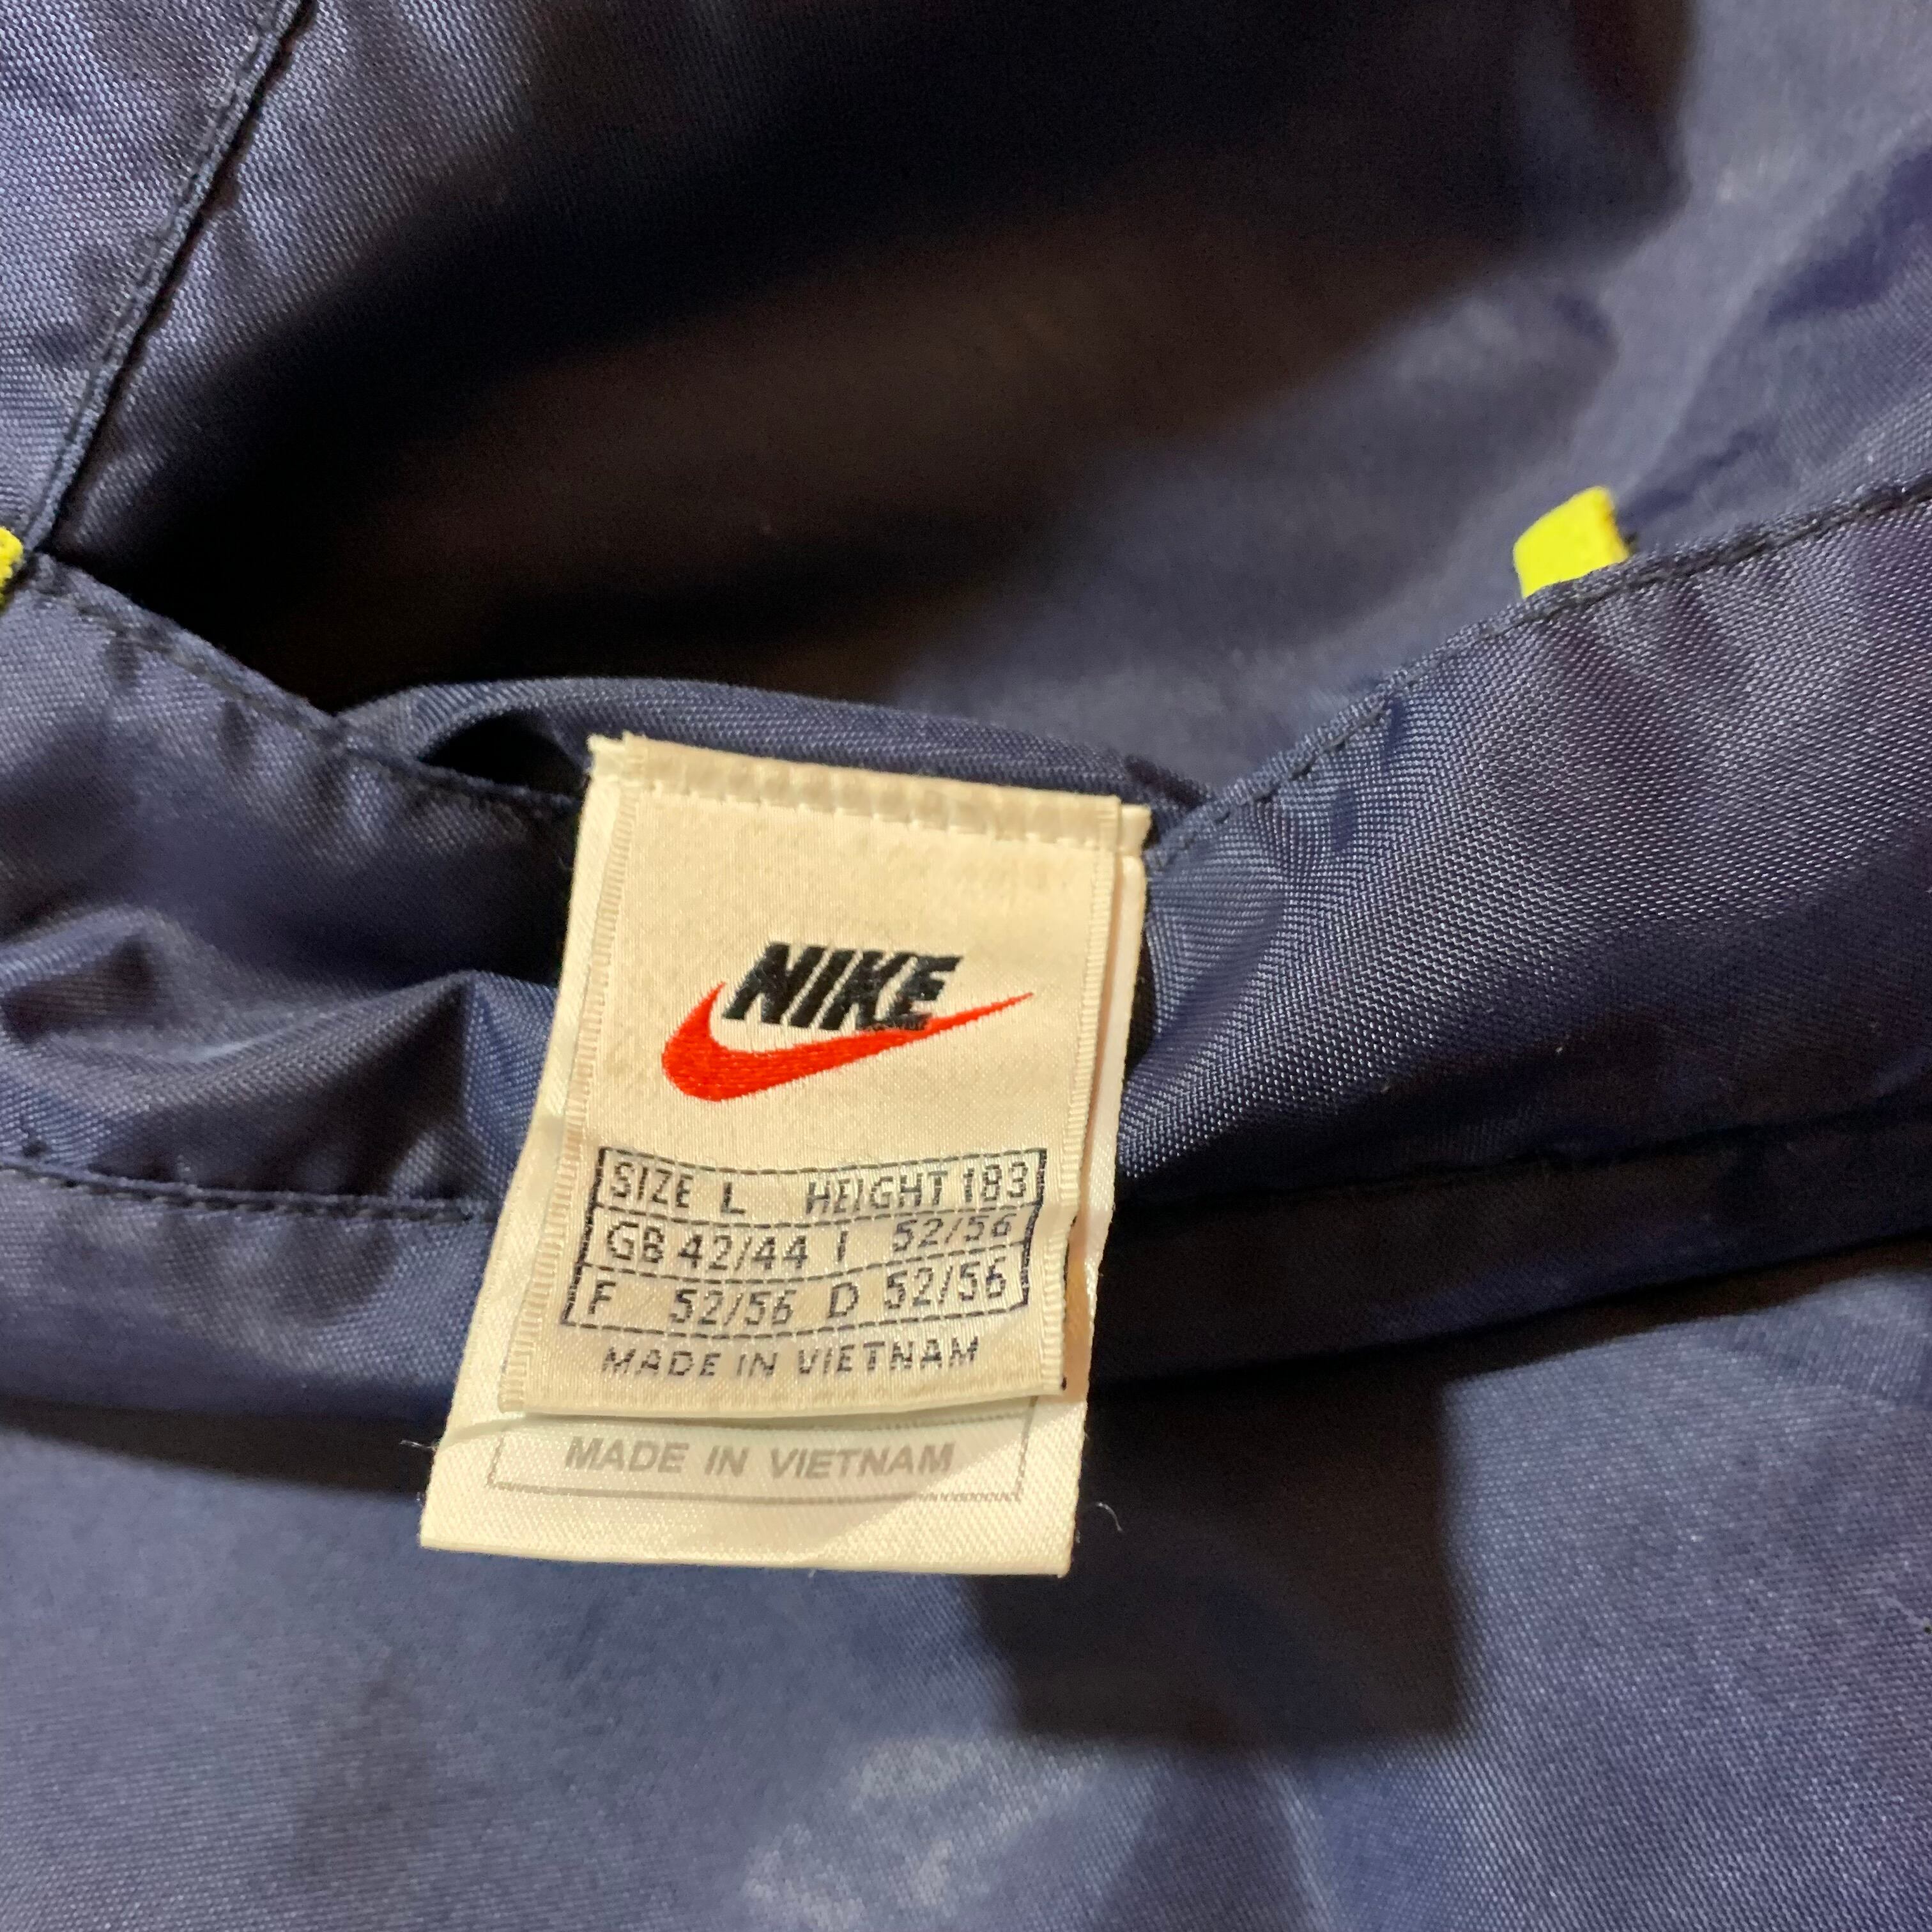 NIKE
SIZE L HEIGHT 183
GB 42/44 I 52/56
F 52/56 D 52/56
MADE IN VIETNAM
MADE IN VIETNAM